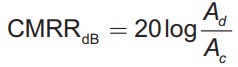 CMRR_dB = 20 log A_d / A_c